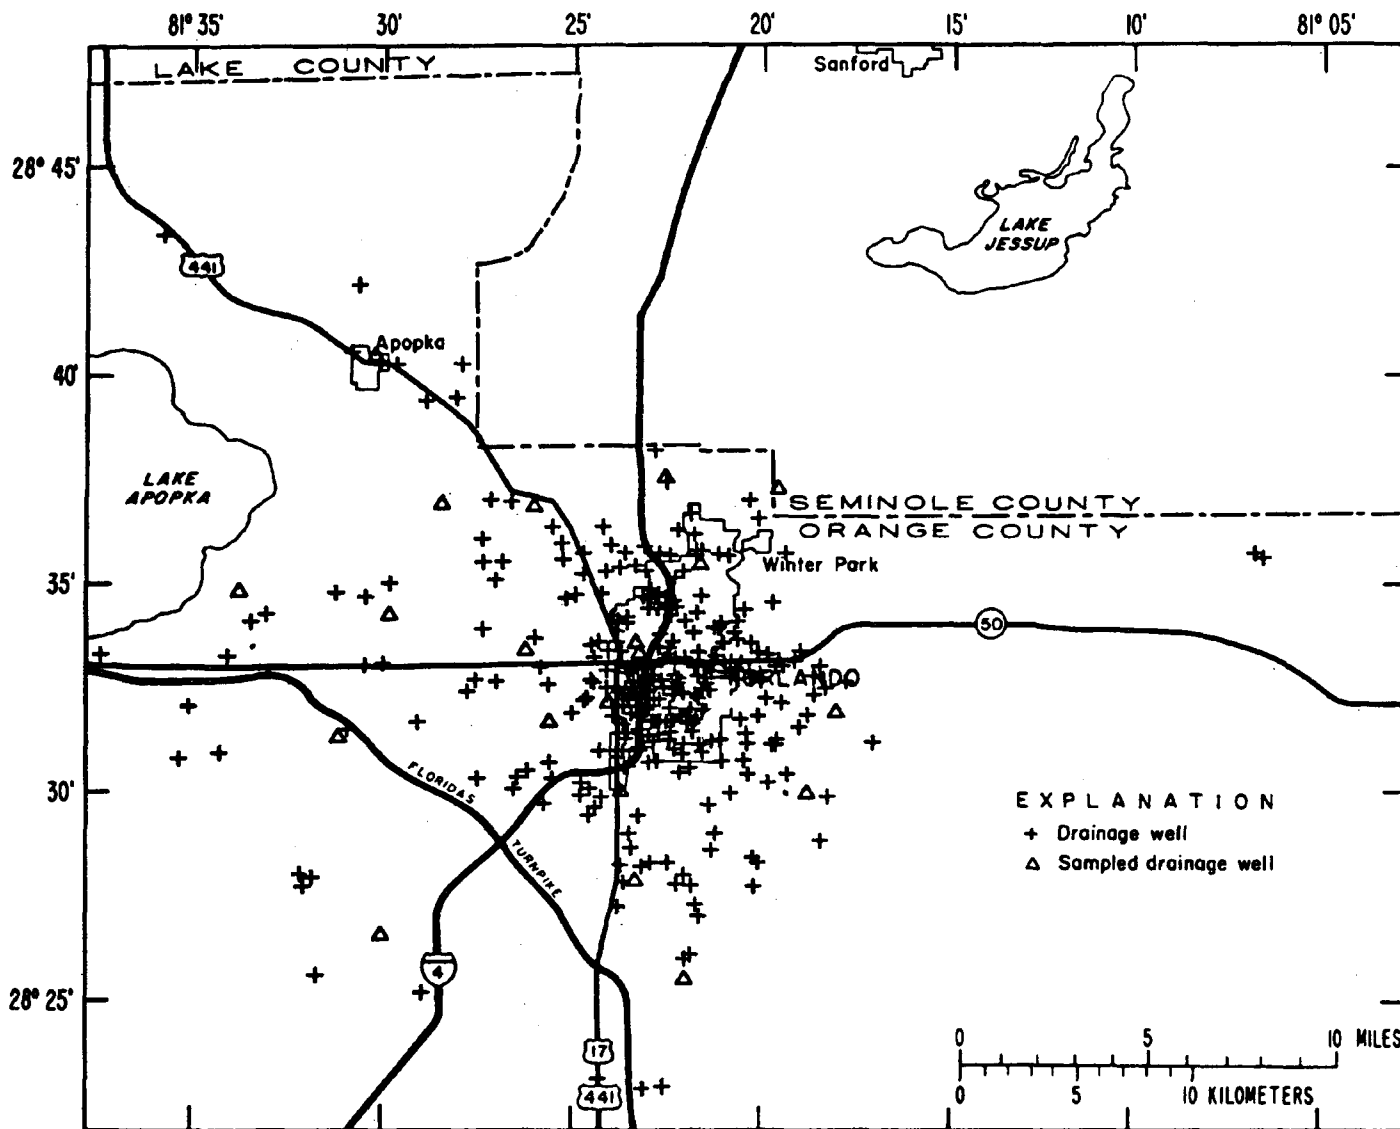 81° 35' 30' 25' 20' 15' 10' 81° 05'
LAKE COUNTY
Sanford
28° 45'
LAKE
JESSUP
441
Apopka
40'
LAKE
APOPKA
SEMINOLE COUNTY
ORANGE COUNTY
Winter Park
35'
50
ORLANDO
30'
FLORIDAS
TURNPIKE
EXPLANATION
+ Drainage well
△ Sampled drainage well
4
28° 25'
17
441
0 5 10 MILES
0 5 10 KILOMETERS